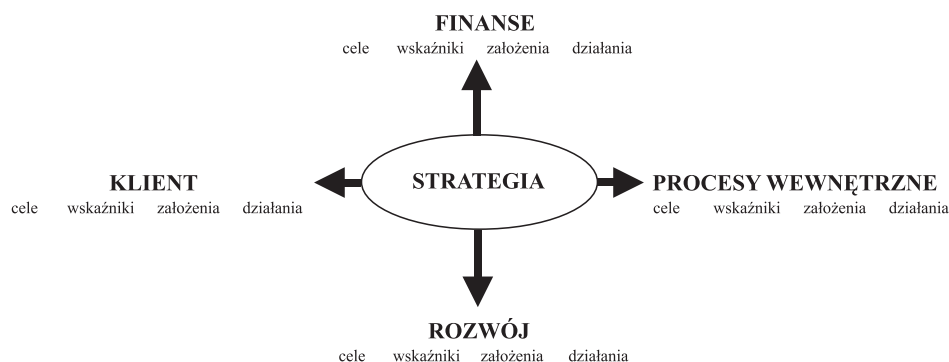 FINANSE
cele wskaźniki założenia działania
KLIENT
cele wskaźniki założenia działania
STRATEGIA
PROCESY WEWNĘTRZNE
cele wskaźniki założenia działania
ROZWÓJ
cele wskaźniki założenia działania